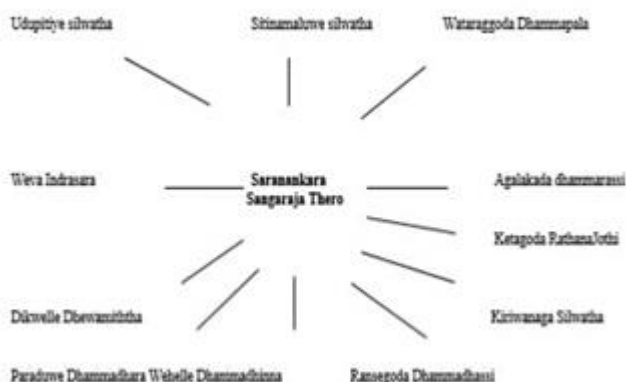 Udupitiye silwatha Sitinamaluwe silwatha Wataraggoda Dhammapala
Weva Indrasara Saranankara Agalakada dhammarassi
Sangaraja Thero
Ketagoda RathanaJothi
Dikwelle Dhewamiththa Kiriwanaga Silwatha
Paraduwe Dhammadhara Wehelle Dhammadhinna Ransegoda Dhammadhassi